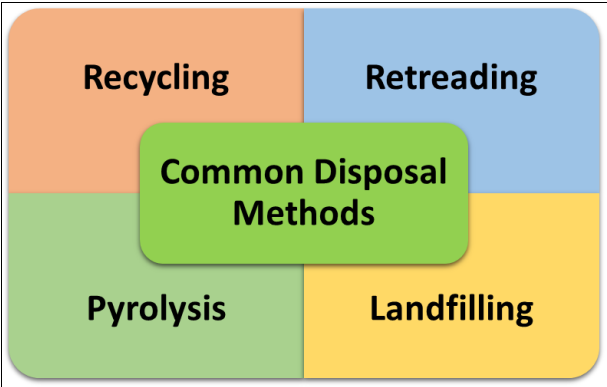 Recycling
Retreading
Common Disposal
Methods
Pyrolysis
Landfilling